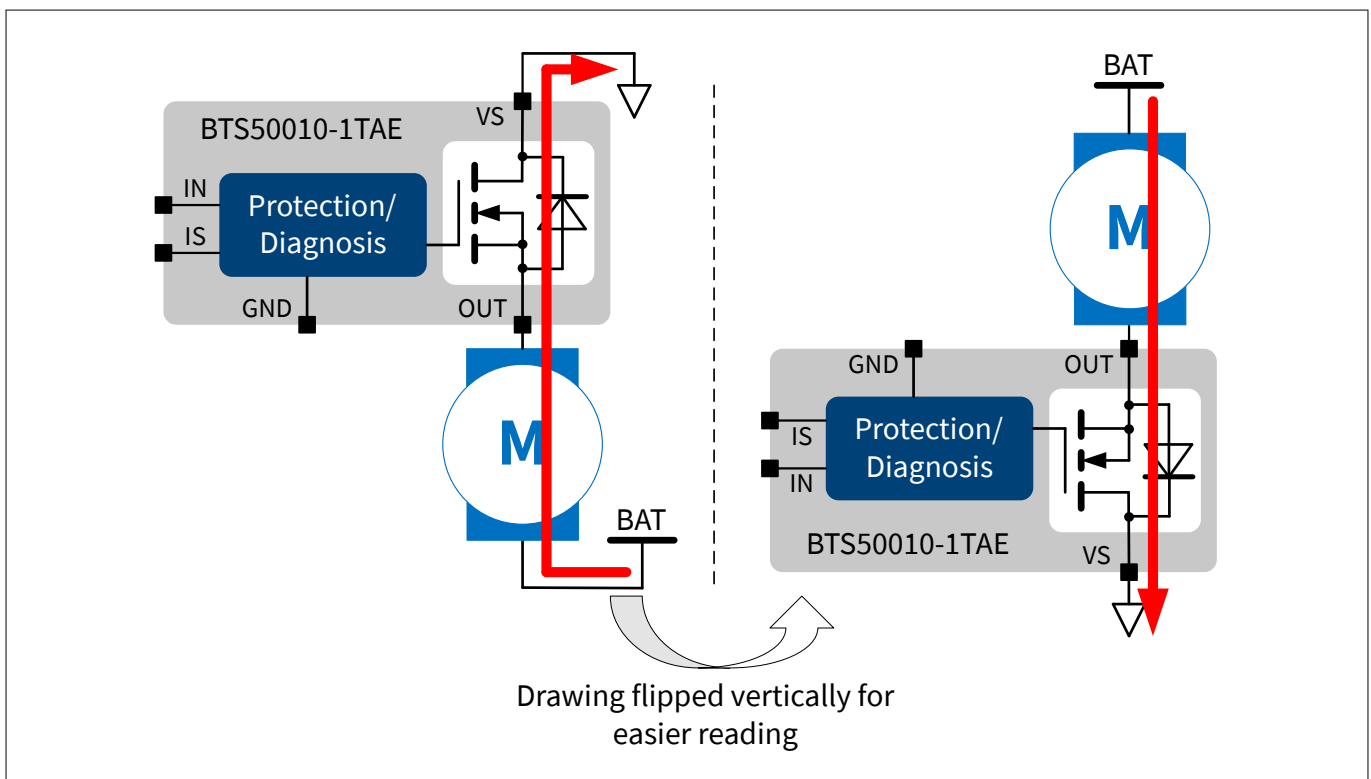 VS
BTS50010-1TAE
IN
Protection/
Diagnosis
IS
GND
OUT
M
BAT
BAT
M
GND
OUT
IS
Protection/
Diagnosis
IN
BTS50010-1TAE
VS
Drawing flipped vertically for
easier reading